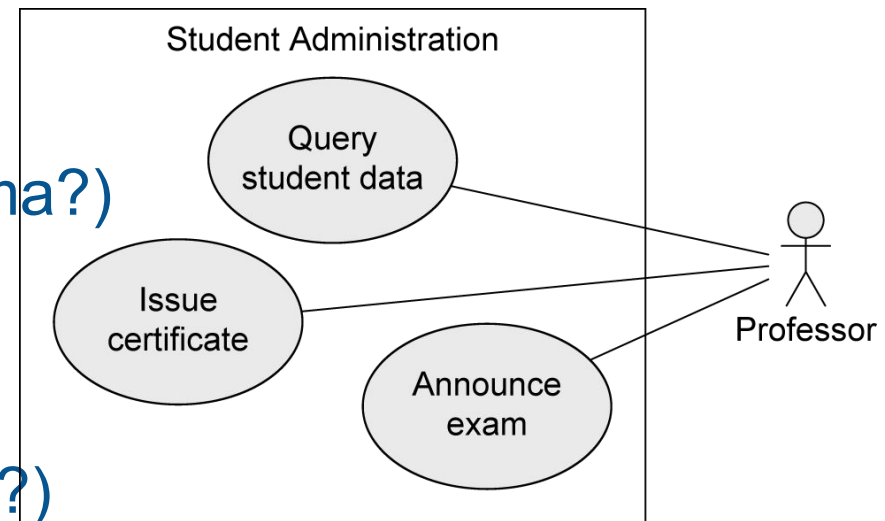 Student Administration
Query
student data
na?)
Issue
certificate
Professor
Announce
exam
?)